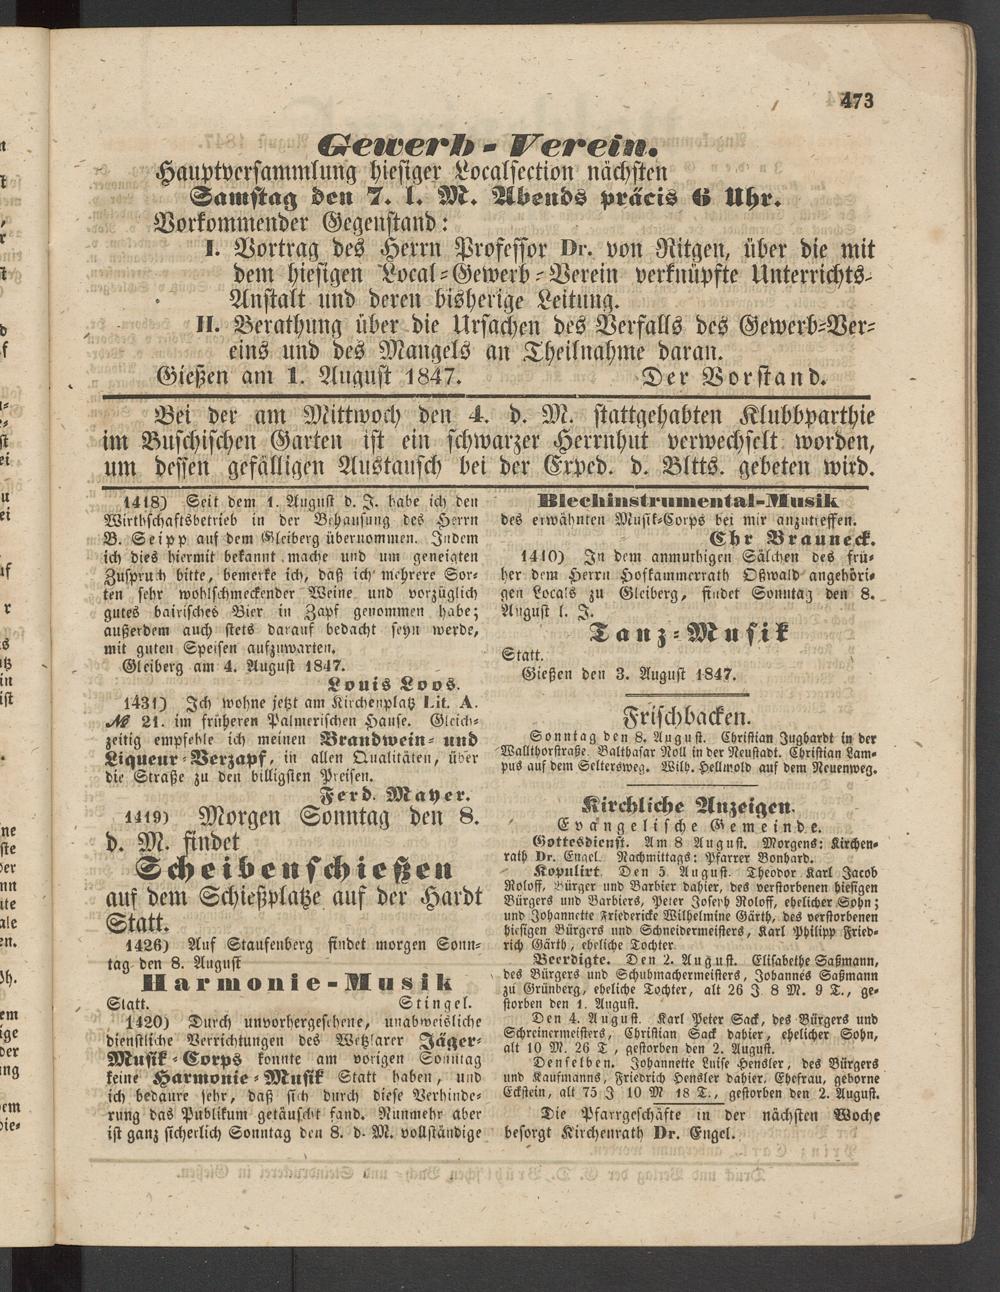 473
Gewerb-Verein.
Hauptversammlung hiesiger Localsection nächsten
Samstag den 7. l. M. Abends präcis 6 Uhr.
Vorkommender Gegenstand:
I. Vortrag des Herrn Professor Dr. von Ritgen, über die mit
dem hiesigen Local-Gewerb-Verein verknüpfte Unterrichts-
Anstalt und deren bisherige Leitung.
II. Berathung über die Ursachen des Verfalls des Gewerb-Ver-
eins und des Mangels an Theilnahme daran.
Gießen am 1. August 1847. Der Vorstand.
Bei der am Mittwoch den 4. d. M. stattgehabten Klubbparthie
im Buschischen Garten ist ein schwarzer Herrnhut verwechselt worden,
um dessen gefälligen Austausch bei der Exped. d. Bltts. gebeten wird.
1418) Seit dem 1. August d. J. habe ich den
Wirthschaftsbetrieb in der Behausung des Herrn
B. Seipp auf dem Gleiberg übernommen. Indem
ich dies hiermit bekannt mache und um geneigten
Zuspruch bitte, bemerke ich, daß ich mehrere Sor-
ten sehr wohlschmeckender Weine und vorzüglich
gutes bairisches Bier in Zapf genommen habe;
außerdem auch stets darauf bedacht seyn werde,
mit guten Speisen aufzuwarten.
Gleiberg am 4. August 1847.
Louis Loos.
1431) Ich wohne jetzt am Kirchenplatz Lit. A.
№ 21. im früheren Palmerischen Hause. Gleich-
zeitig empfehle ich meinen Brandwein- und
Liqueur-Verzapf, in allen Qualitäten, über
die Straße zu den billigsten Preisen.
Ferd. Mayer.
1419) Morgen Sonntag den 8.
d. M. findet
Scheibenschießen
auf dem Schießplatze auf der Hardt
Statt.
1426) Auf Staufenberg findet morgen Sonn-
tag den 8. August
Harmonie-Musik
Statt. Stingel.
1420) Durch unvorhergesehene, unabweisliche
dienstliche Verrichtungen des Wetzlarer Jäger-
Musik-Corps konnte am vorigen Sonntag
keine Harmonie-Musik Statt haben, und
ich bedaure sehr, daß sich durch diese Verhinde-
rung das Publikum getäuscht fand. Nunmehr aber
ist ganz sicherlich Sonntag den 8. d. M. vollständige
Blechinstrumental-Musik
des erwähnten Musik-Corps bei mir anzutreffen.
Chr Brauneck.
1410) In dem anmuthigen Sälchen des frü-
her dem Herrn Hofkammerrath Oßwald angehöri-
gen Locals zu Gleiberg, findet Sonntag den 8.
August l. J.
Tanz-Musik
Statt.
Gießen den 3. August 1847.
Frischbacken.
Sonntag den 8. August. Christian Jughardt in der
Wallthorstraße. Balthasar Noll in der Neustadt. Christian Lam-
pus auf dem Seltersweg. Wilh. Hellwold auf dem Neuenweg.
Kirchliche Anzeigen.
Evangelische Gemeinde.
Gottesdienst. Am 8 August. Morgens: Kirchen-
rath Dr. Engel. Nachmittags: Pfarrer Bonhard.
Kopulirt. Den 5. August. Theodor Karl Jacob
Noloff, Bürger und Barbier dahier, des verstorbenen hiesigen
Bürgers und Barbiers, Peter Joseph Noloff, ehelicher Sohn;
und Johannette Friedericke Wilhelmine Gärth, des verstorbenen
hiesigen Bürgers und Schneidermeisters, Karl Philipp Fried-
rich Gärth, eheliche Tochter
Beerdigte. Den 2. August. Elisabethe Saßmann,
des Bürgers und Schuhmachermeisters, Johannes Saßmann
zu Grünberg, eheliche Tochter, alt 26 J 8 M. 9 T., ge-
storben den 1. August.
Den 4. August. Karl Peter Sack, des Bürgers und
Schreinermeisters, Christian Sack dahier, ehelicher Sohn,
alt 10 M. 26 T, gestorben den 2. August.
Denselben. Johannette Luise Hensler, des Bürgers
und Kaufmanns, Friedrich Hensler dahier, Ehefrau, geborne
Eckstein, alt 75 J 10 M 18 T., gestorben den 2. August.
Die Pfarrgeschäfte in der nächsten Woche
besorgt Kirchenrath Dr. Engel.